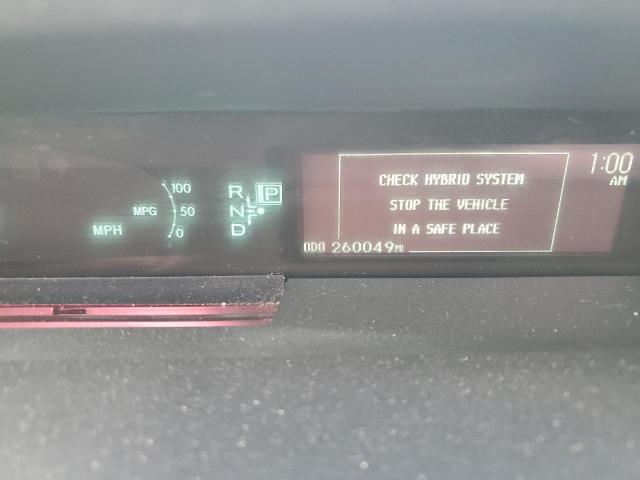 100
MPG 50
MPH 0
R P
N
D
CHECK HYBRID SYSTEM
STOP THE VEHICLE
IN A SAFE PLACE
1:00
AM
ODO 260049MI